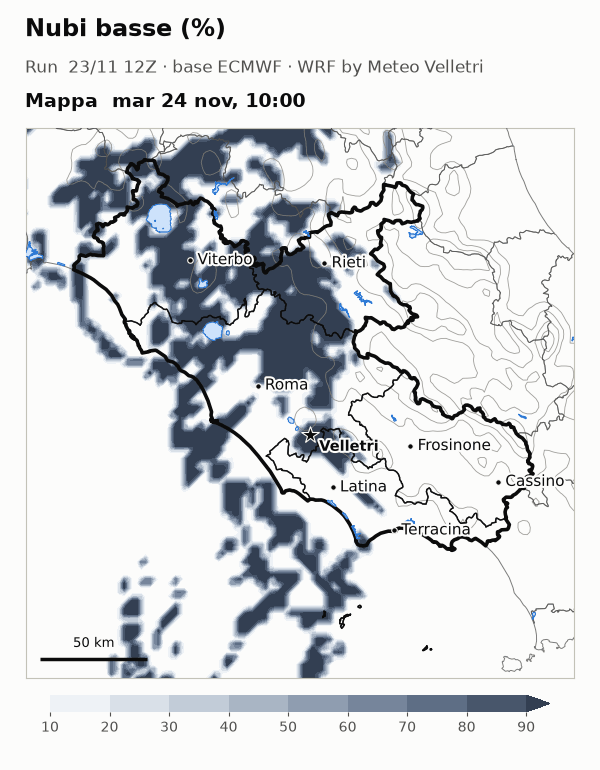 Nubi basse (%)
Run 23/11 12Z · base ECMWF · WRF by Meteo Velletri
Mappa mar 24 nov, 10:00
Viterbo
Rieti
Roma
Velletri
Frosinone
Cassino
Latina
Terracina
50 km
10 20 30 40 50 60 70 80 90